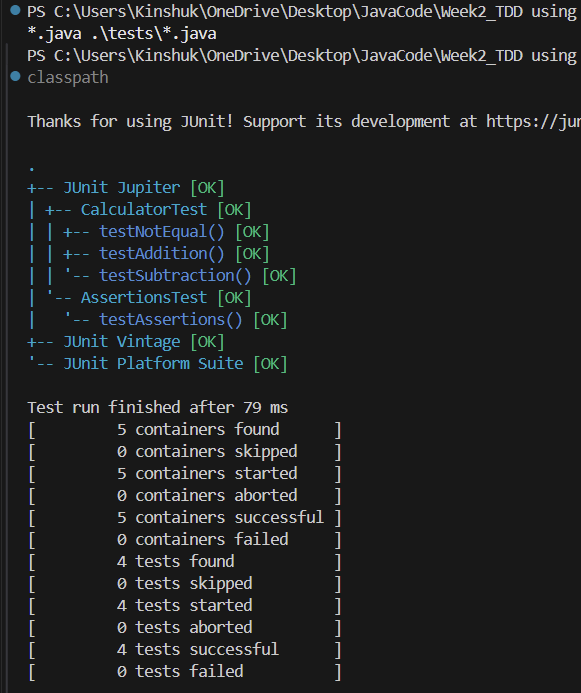 PS C:\Users\Kinshuk\OneDrive\Desktop\JavaCode\Week2_TDD using
*.java .\tests\*.java
PS C:\Users\Kinshuk\OneDrive\Desktop\JavaCode\Week2_TDD using
classpath
Thanks for using JUnit! Support its development at https://jun
.
+-- JUnit Jupiter [OK]
| +-- CalculatorTest [OK]
| | +-- testNotEqual() [OK]
| | +-- testAddition() [OK]
| | '-- testSubtraction() [OK]
| '-- AssertionsTest [OK]
|   '-- testAssertions() [OK]
+-- JUnit Vintage [OK]
'-- JUnit Platform Suite [OK]
Test run finished after 79 ms
[         5 containers found      ]
[         0 containers skipped    ]
[         5 containers started    ]
[         0 containers aborted    ]
[         5 containers successful ]
[         0 containers failed     ]
[         4 tests found           ]
[         0 tests skipped         ]
[         4 tests started         ]
[         0 tests aborted         ]
[         4 tests successful      ]
[         0 tests failed          ]